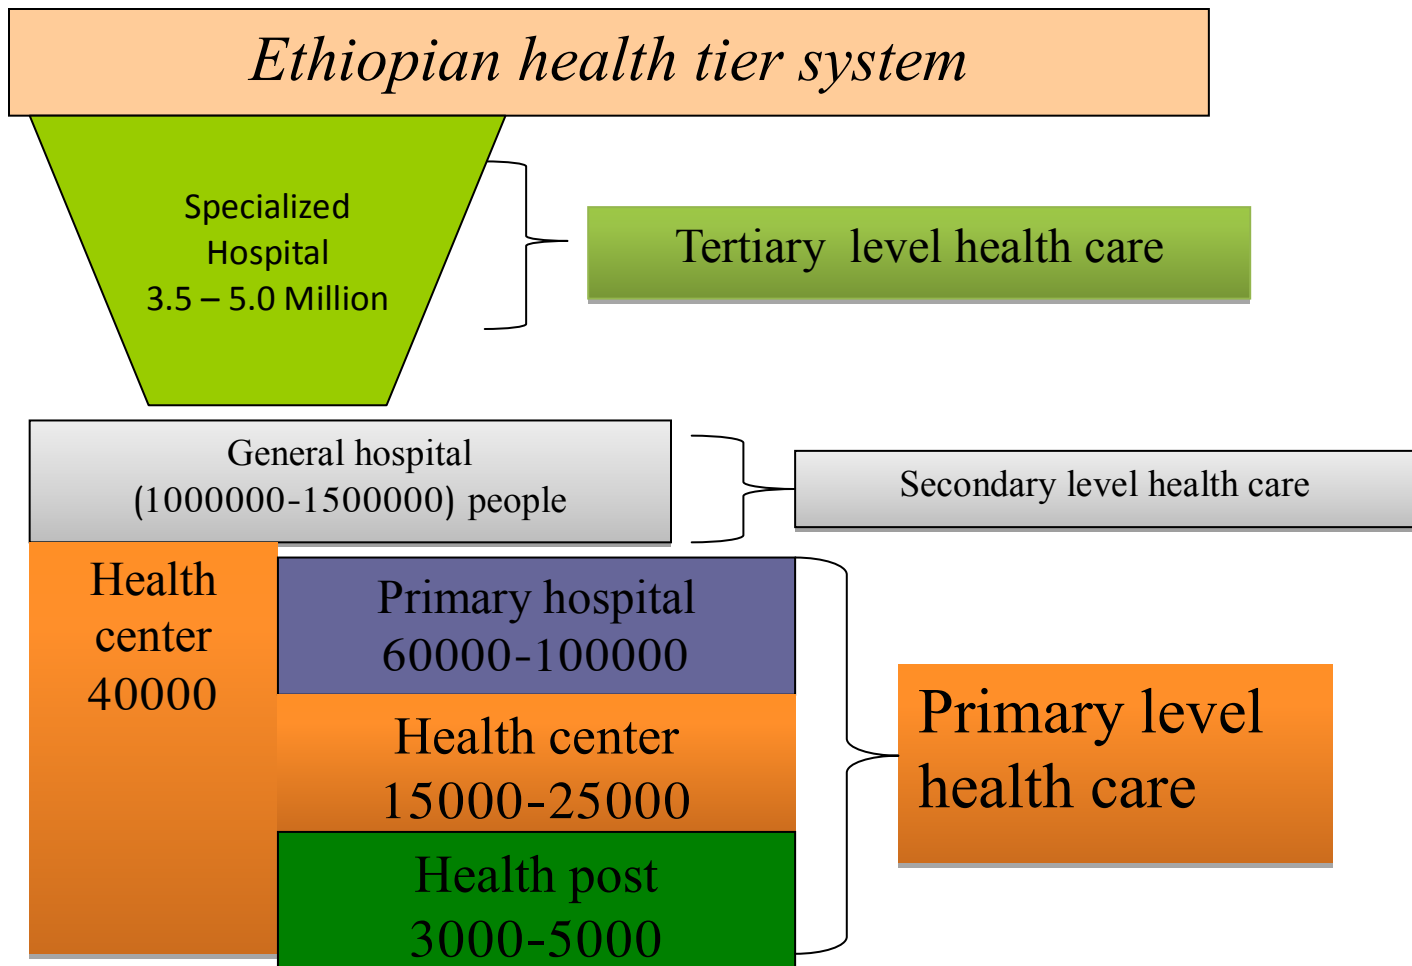 Ethiopian health tier system
Specialized
Hospital
3.5 – 5.0 Million
Tertiary  level health care
General hospital
(1000000-1500000) people
Secondary level health care
Health
center
40000
Primary hospital
60000-100000
Health center
15000-25000
Health post
3000-5000
Primary level
health care